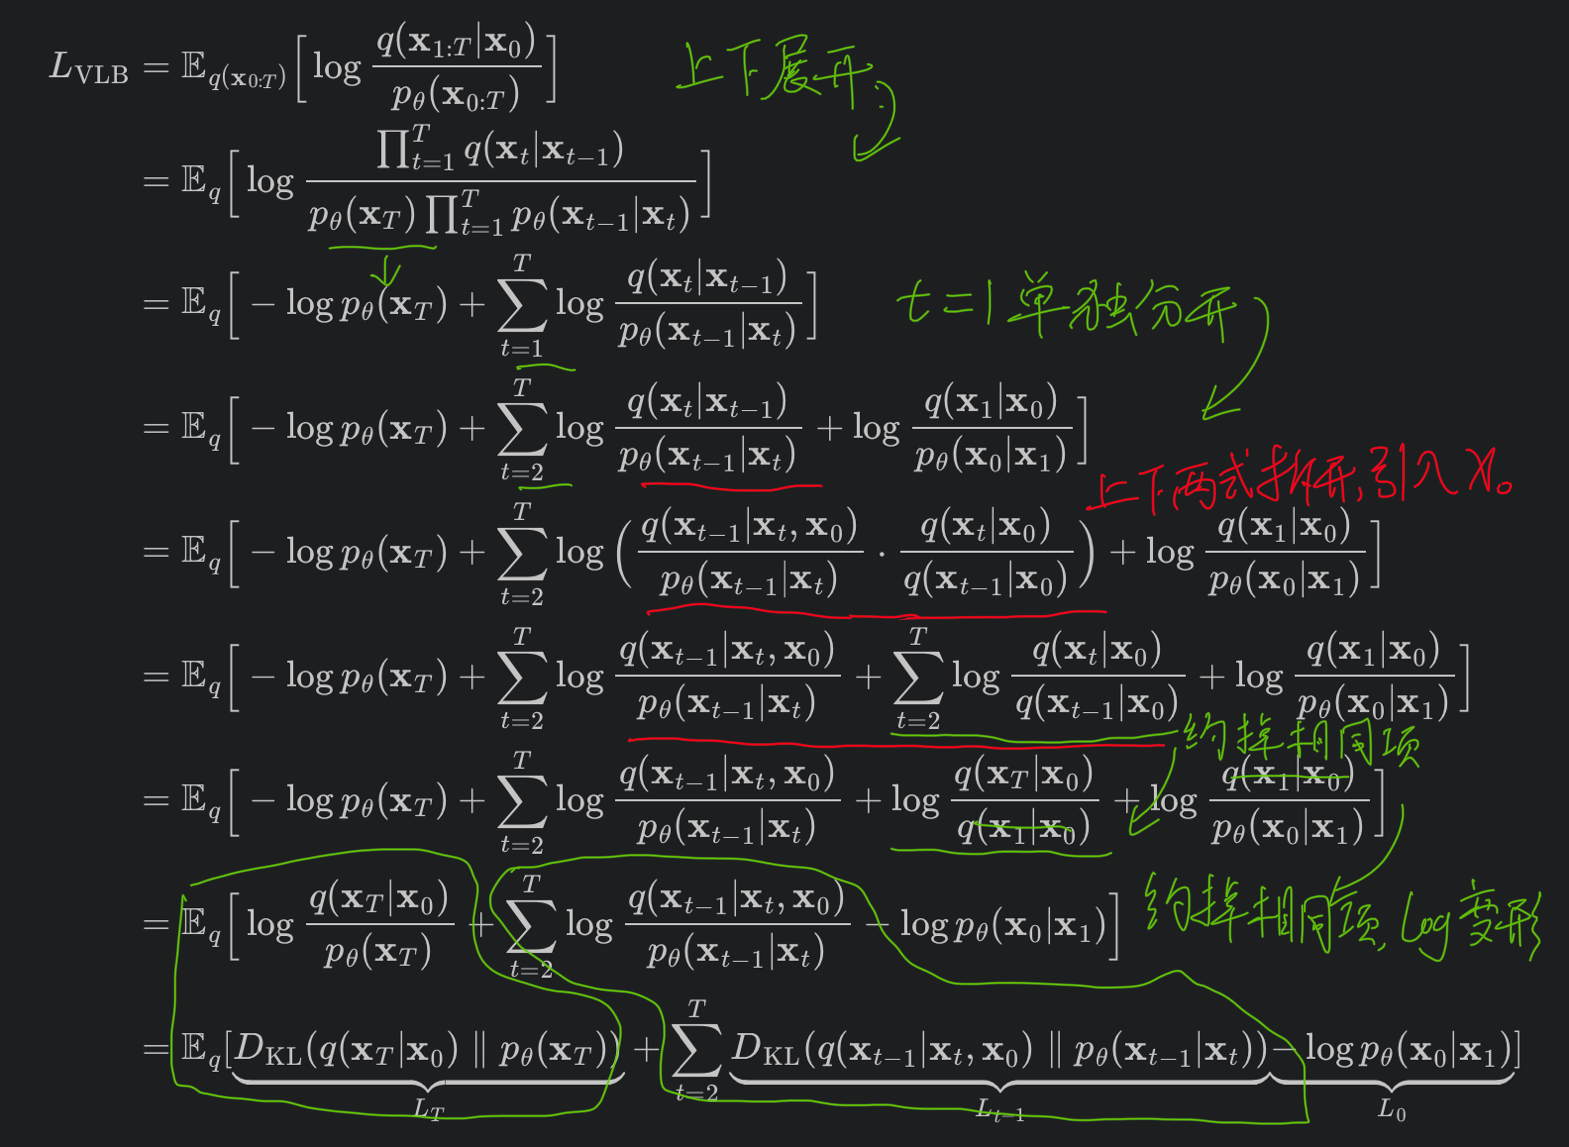 L_VLB = 𝔼_{q(x_{0:T})} [ log q(x_{1:T}|x_0) / p_θ(x_{0:T}) ]
上下展开
= 𝔼_q [ log ∏_{t=1}^{T} q(x_t|x_{t−1}) / p_θ(x_T) ∏_{t=1}^{T} p_θ(x_{t−1}|x_t) ]
= 𝔼_q [ − log p_θ(x_T) + ∑_{t=1}^{T} log q(x_t|x_{t−1}) / p_θ(x_{t−1}|x_t) ]
t=1单独分开
= 𝔼_q [ − log p_θ(x_T) + ∑_{t=2}^{T} log q(x_t|x_{t−1}) / p_θ(x_{t−1}|x_t) + log q(x_1|x_0) / p_θ(x_0|x_1) ]
上下两式拆开,引入x₀
= 𝔼_q [ − log p_θ(x_T) + ∑_{t=2}^{T} log ( q(x_{t−1}|x_t, x_0) / p_θ(x_{t−1}|x_t) · q(x_t|x_0) / q(x_{t−1}|x_0) ) + log q(x_1|x_0) / p_θ(x_0|x_1) ]
= 𝔼_q [ − log p_θ(x_T) + ∑_{t=2}^{T} log q(x_{t−1}|x_t, x_0) / p_θ(x_{t−1}|x_t) + ∑_{t=2}^{T} log q(x_t|x_0) / q(x_{t−1}|x_0) + log q(x_1|x_0) / p_θ(x_0|x_1) ]
约掉相同项
= 𝔼_q [ − log p_θ(x_T) + ∑_{t=2}^{T} log q(x_{t−1}|x_t, x_0) / p_θ(x_{t−1}|x_t) + log q(x_T|x_0) / q(x_1|x_0) + log q(x_1|x_0) / p_θ(x_0|x_1) ]
约掉相同项, Log变形
= 𝔼_q [ log q(x_T|x_0) / p_θ(x_T) + ∑_{t=2}^{T} log q(x_{t−1}|x_t, x_0) / p_θ(x_{t−1}|x_t) − log p_θ(x_0|x_1) ]
= 𝔼_q [ D_KL(q(x_T|x_0) ∥ p_θ(x_T)) + ∑_{t=2}^{T} D_KL(q(x_{t−1}|x_t, x_0) ∥ p_θ(x_{t−1}|x_t)) − log p_θ(x_0|x_1) ]
L_T L_{t−1} L_0